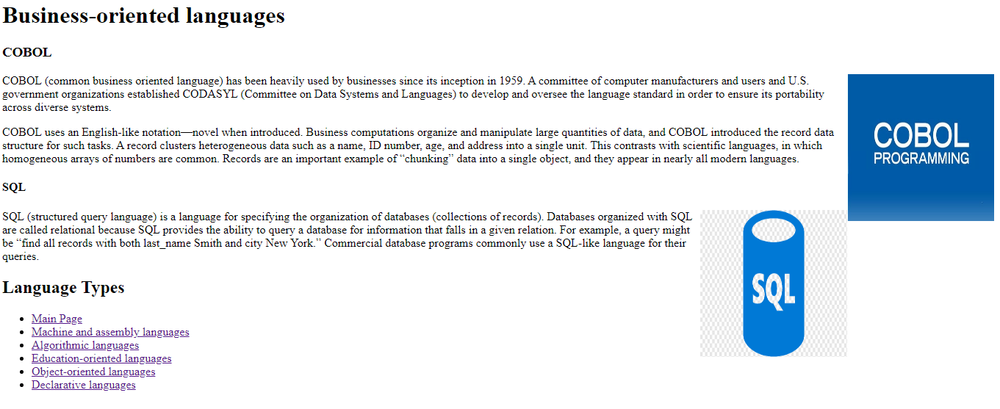 Business-oriented languages
COBOL
COBOL (common business oriented language) has been heavily used by businesses since its inception in 1959. A committee of computer manufacturers and users and U.S.
government organizations established CODASYL (Committee on Data Systems and Languages) to develop and oversee the language standard in order to ensure its portability
across diverse systems.
COBOL uses an English-like notation—novel when introduced. Business computations organize and manipulate large quantities of data, and COBOL introduced the record data
structure for such tasks. A record clusters heterogeneous data such as a name, ID number, age, and address into a single unit. This contrasts with scientific languages, in which
homogeneous arrays of numbers are common. Records are an important example of “chunking” data into a single object, and they appear in nearly all modern languages.
COBOL
PROGRAMMING
SQL
SQL (structured query language) is a language for specifying the organization of databases (collections of records). Databases organized with SQL
are called relational because SQL provides the ability to query a database for information that falls in a given relation. For example, a query might
be “find all records with both last_name Smith and city New York.” Commercial database programs commonly use a SQL-like language for their
queries.
SQL
Language Types
Main Page
Machine and assembly languages
Algorithmic languages
Education-oriented languages
Object-oriented languages
Declarative languages